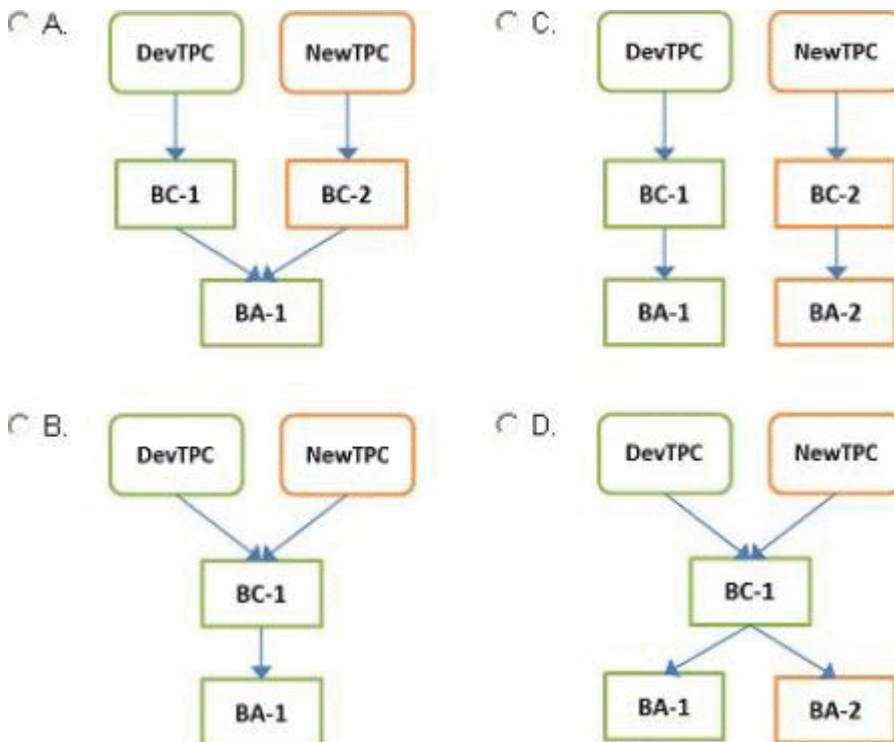 A.
DevTPC NewTPC
BC-1 BC-2
BA-1
C.
DevTPC NewTPC
BC-1 BC-2
BA-1 BA-2
B.
DevTPC NewTPC
BC-1
BA-1
D.
DevTPC NewTPC
BC-1
BA-1 BA-2